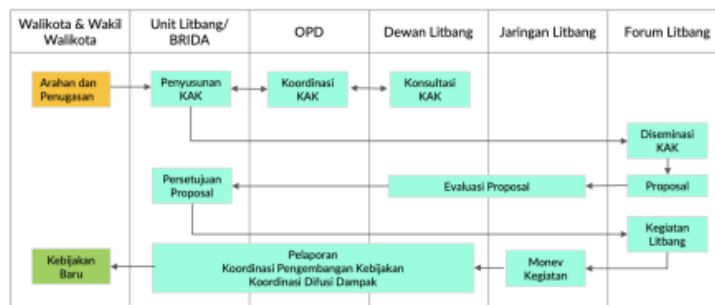 Walikota & Wakil
Walikota
Unit Litbang/
BRIDA
OPD
Dewan Litbang
Jaringan Litbang
Forum Litbang
Arahan dan
Penugasan
Penyusunan
KAK
Koordinasi
KAK
Konsultasi
KAK
Diseminasi
KAK
Persetujuan
Proposal
Evaluasi Proposal
Proposal
Kegiatan
Litbang
Kebijakan
Baru
Pelaporan
Koordinasi Pengembangan Kebijakan
Koordinasi Difusi Dampak
Monev
Kegiatan